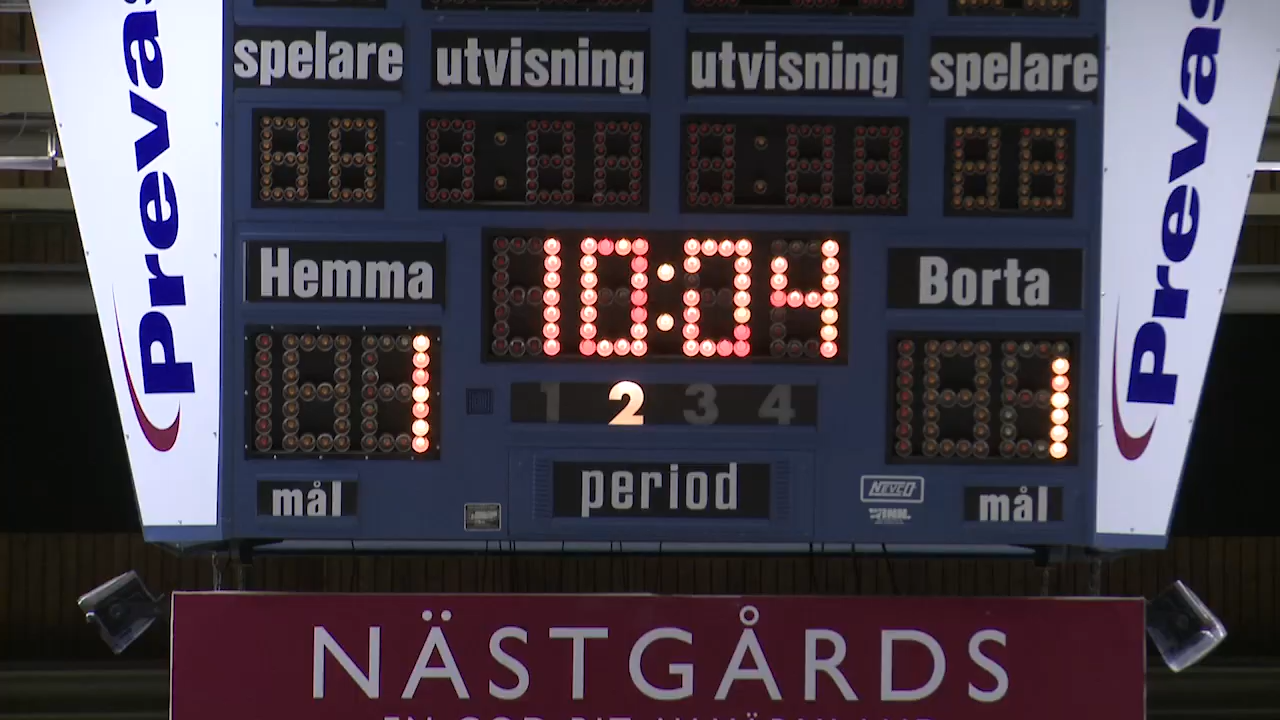 spelare utvisning utvisning spelare
Prevas
Hemma 10:04 Borta
Prevas
1 1 2 3 4 1
mål period NEVCO mål
NÄSTGÅRDS